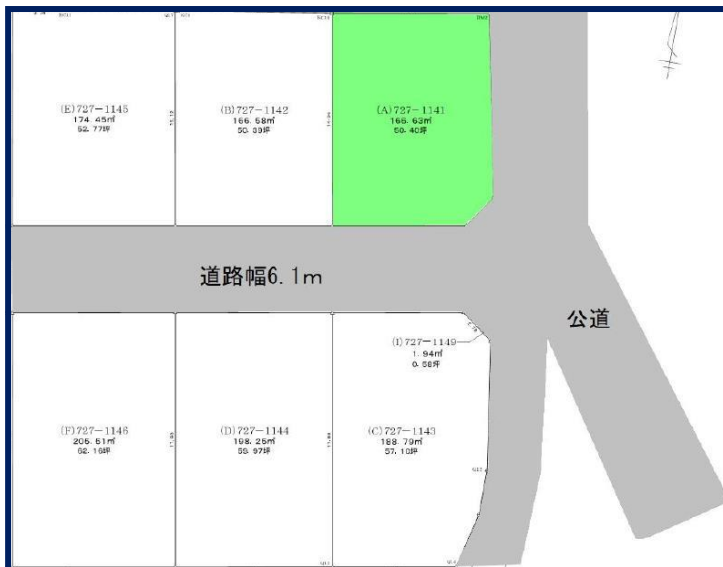 (E)727-1145
174.45㎡
52.77坪
(B)727-1142
166.58㎡
50.39坪
(A)727-1141
166.63㎡
50.40坪
道路幅6.1m
公道
(I)727-1149
1.94㎡
0.58坪
(F)727-1146
205.51㎡
62.16坪
(D)727-1144
198.25㎡
59.97坪
(C)727-1143
188.79㎡
57.10坪